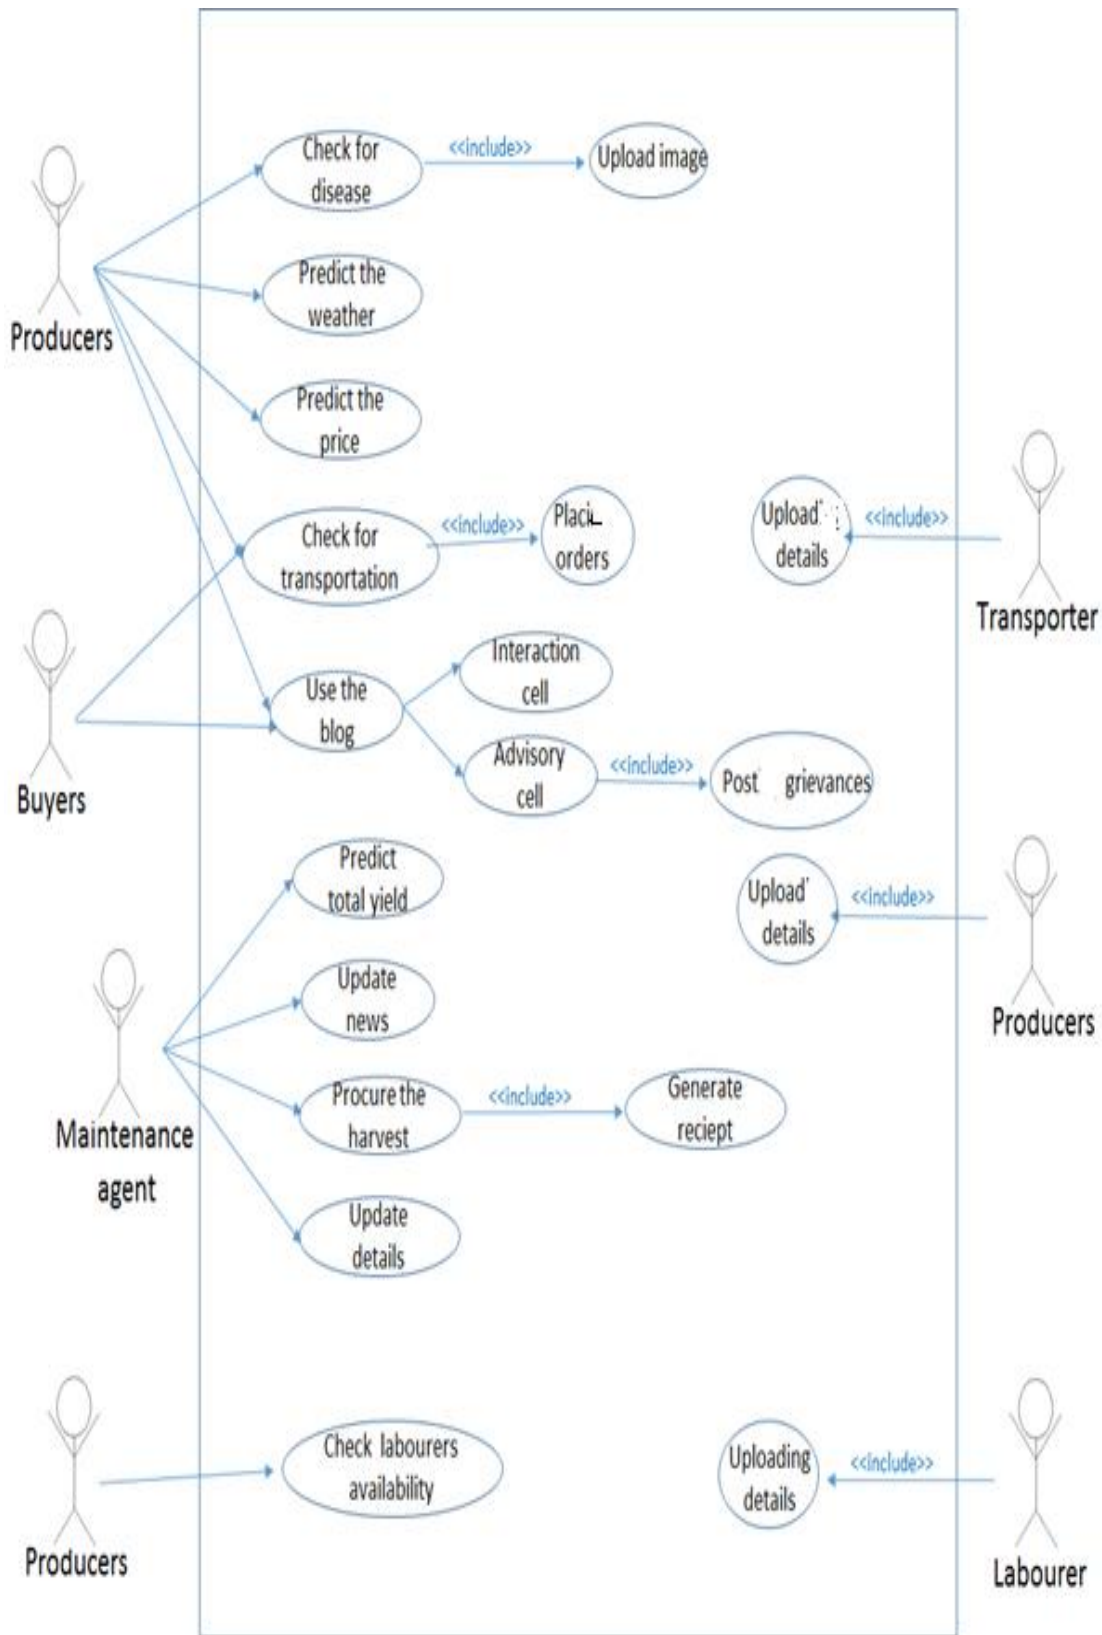 Check for
disease
<<include>>
Upload image
Producers
Predict the
weather
Predict the
price
Check for
transportation
<<include>>
orders
Upload
details
<<include>>
Transporter
Buyers
Use the
blog
Interaction
cell
Advisory
cell
<<include>>
Post grievances
Predict
total yield
Upload
details
<<include>>
Producers
Maintenance
agent
Update
news
Procure the
harvest
<<include>>
Generate
reciept
Update
details
Producers
Check labourers
availability
Uploading
details
<<include>>
Labourer